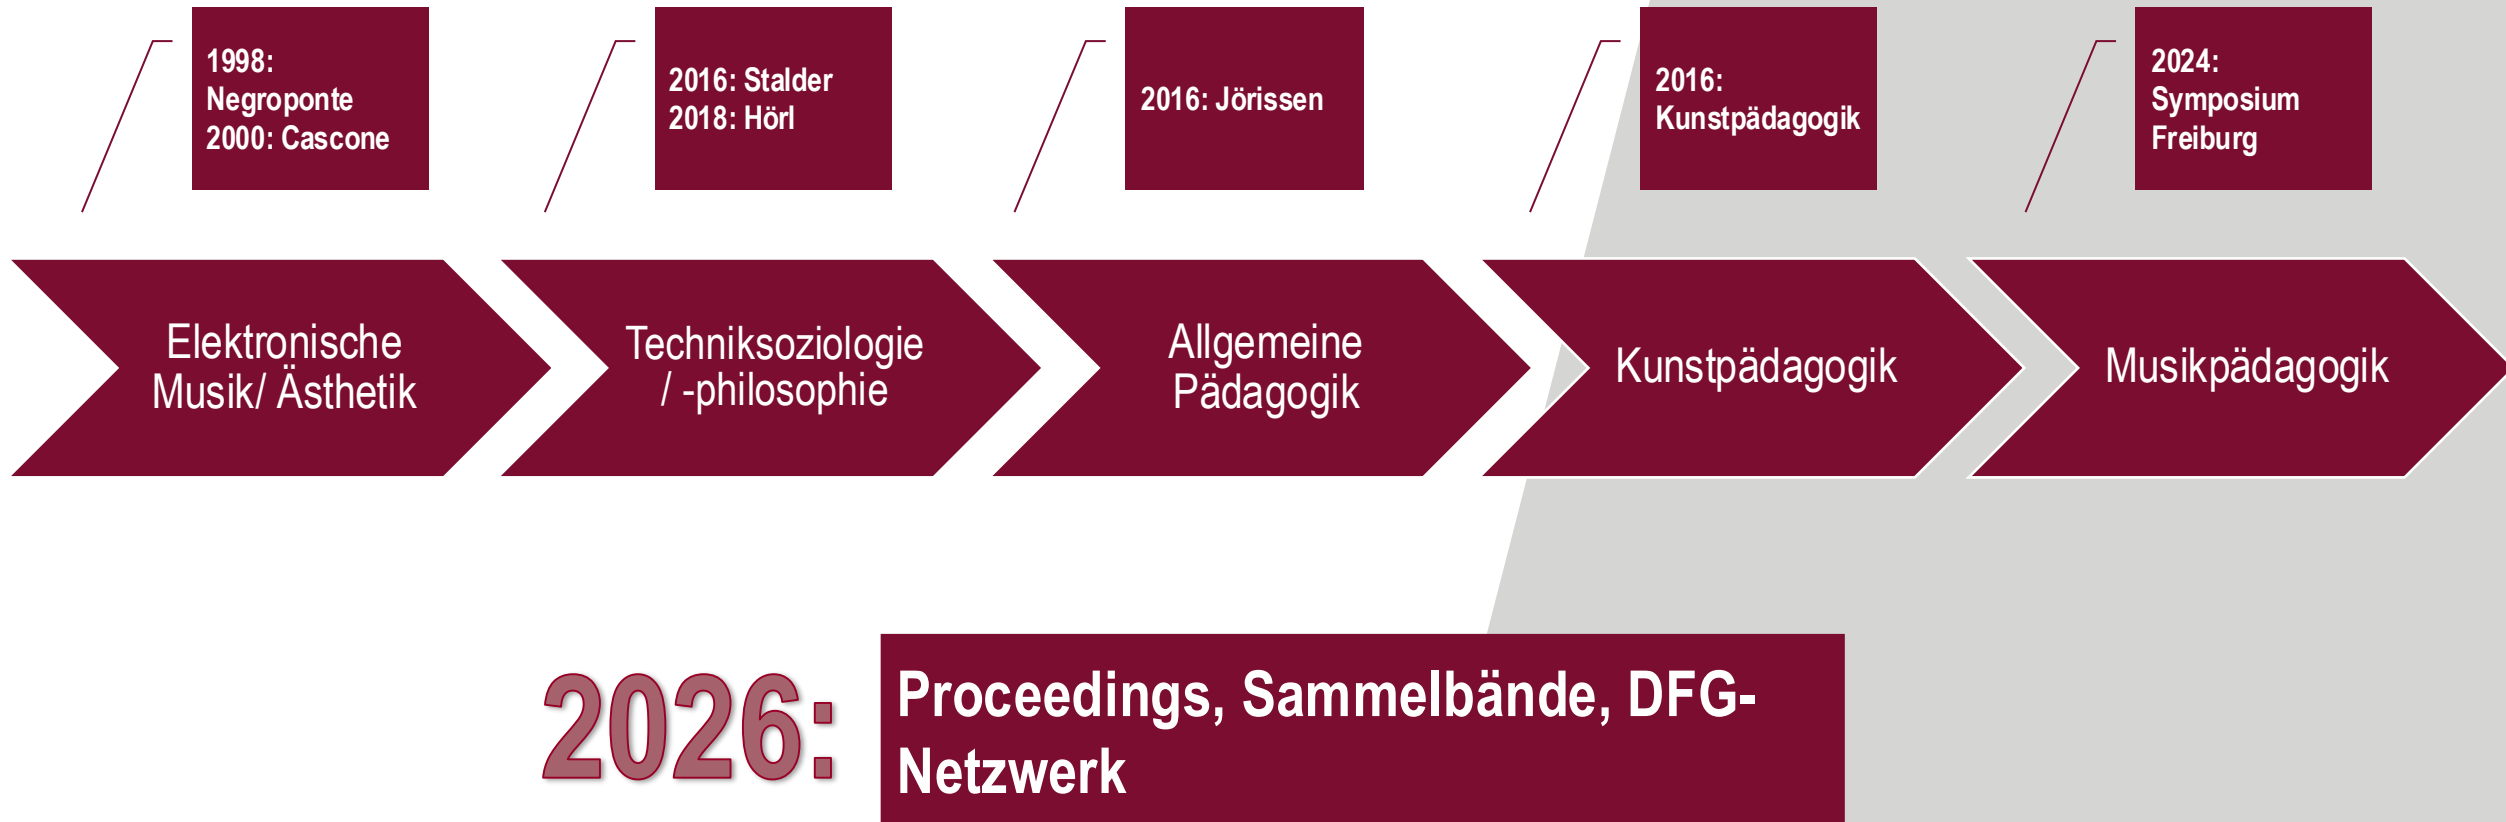 1998:
Negroponte
2000: Cascone
2016: Stalder
2018: Hörl
2016: Jörissen
2016:
Kunstpädagogik
2024:
Symposium
Freiburg
Elektronische
Musik/ Ästhetik
Techniksoziologie
/ -philosophie
Allgemeine
Pädagogik
Kunstpädagogik
Musikpädagogik
2026:
Proceedings, Sammelbände, DFG-
Netzwerk